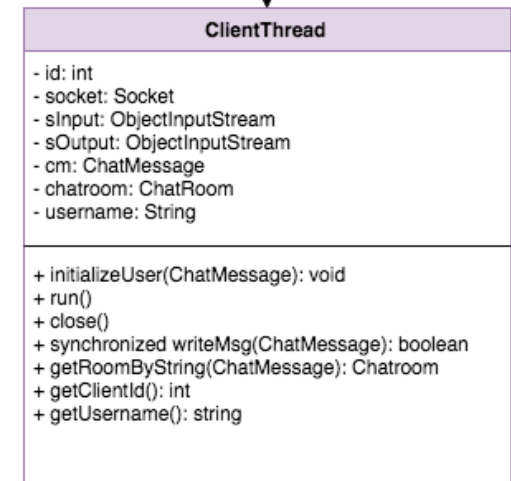 ClientThread
- id: int
- socket: Socket
- sInput: ObjectInputStream
- sOutput: ObjectInputStream
- cm: ChatMessage
- chatroom: ChatRoom
- username: String
+ initializeUser(ChatMessage): void
+ run()
+ close()
+ synchronized writeMsg(ChatMessage): boolean
+ getRoomByString(ChatMessage): Chatroom
+ getClientId(): int
+ getUsername(): string